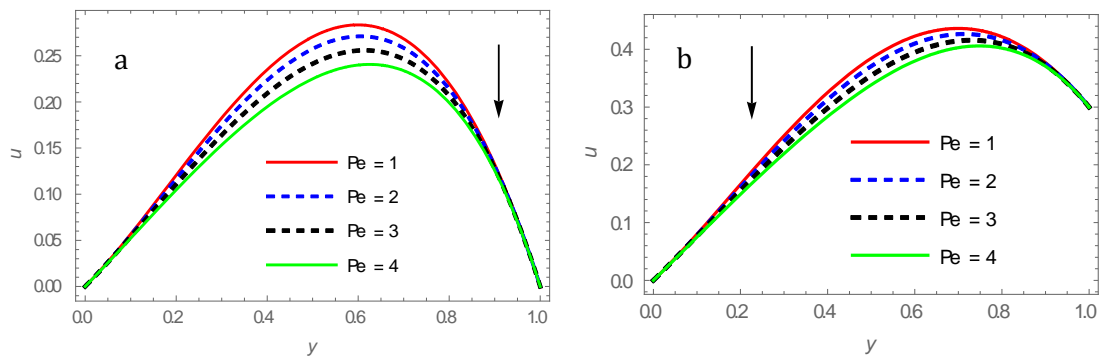 a
0.25
0.20
0.15
0.10
0.05
0.00
u
Pe = 1
Pe = 2
Pe = 3
Pe = 4
0.0 0.2 0.4 0.6 0.8 1.0
y
b
0.4
0.3
0.2
0.1
0.0
u
Pe = 1
Pe = 2
Pe = 3
Pe = 4
0.0 0.2 0.4 0.6 0.8 1.0
y